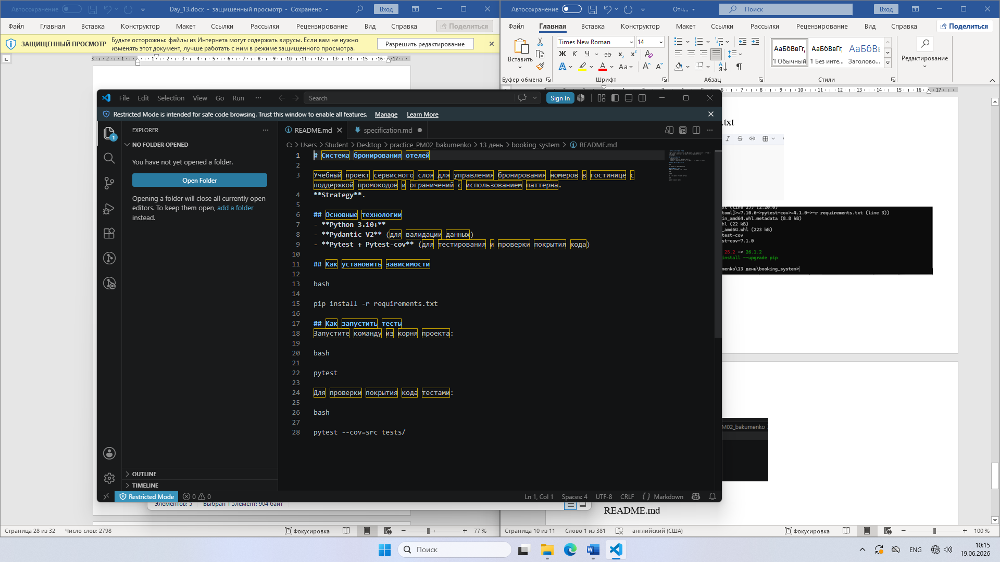 Автосохранение
Day_13.docx - защищенный просмотр - Сохранено
Вход
Файл Главная Вставка Конструктор Макет Ссылки Рассылки Рецензирование Вид Справка
Поделиться
ЗАЩИЩЕННЫЙ ПРОСМОТР
Будьте осторожны: файлы из Интернета могут содержать вирусы. Если вам не нужно
изменять этот документ, лучше работать с ним в режиме защищенного просмотра.
Разрешить редактирование
Автосохранение
Отч...
Поиск
Вход
Файл Главная Вставка Конструктор Макет Ссылки Рассылки Рецензирование Вид Справка
Поделиться
Times New Roman 14
Вставить
Буфер обмена
Шрифт
Абзац
АаБбВвГг, АаБбВвГг, АаБбВвГ
¶ Обычный ¶ Без инте... Заголово...
Стили
Редактирование
File Edit Selection View Go Run
Search
Sign In
Restricted Mode is intended for safe code browsing. Trust this window to enable all features. Manage Learn More
EXPLORER
NO FOLDER OPENED
You have not yet opened a folder.
Open Folder
Opening a folder will close all currently open
editors. To keep them open, add a folder
instead.
OUTLINE
TIMELINE
README.md
specification.md
C: > Users > Student > Desktop > practice_PM02_bakumenko > 13 день > booking_system > README.md
1 # Система бронирования отелей
2
3 Учебный проект сервисного слоя для управления бронирования номеров в гостинице с
поддержкой промокодов и ограничений с использованием паттерна.
4 **Strategy**.
5
6 ## Основные технологии
7 - **Python 3.10+**
8 - **Pydantic V2** (для валидации данных)
9 - **Pytest + Pytest-cov** (для тестирования и проверки покрытия кода)
10
11 ## Как установить зависимости
12
13 bash
14
15 pip install -r requirements.txt
16
17 ## Как запустить тесты
18 Запустите команду из корня проекта:
19
20 bash
21
22 pytest
23
24 Для проверки покрытия кода тестами:
25
26 bash
27
28 pytest --cov=src tests/
Restricted Mode 0 0
Ln 1, Col 1 Spaces: 4 UTF-8 CRLF Markdown
.txt
xt (line 2)) (2.20.0)
toml]>=7.10.6->pytest-cov>=4.1.0->-r requirements.txt (line 3))
in_amd64.whl.metadata (8.8 kB)
hl (22 kB)
_amd64.whl (223 kB)
test-cov
st-cov-7.1.0
25.2 -> 26.1.2
install --upgrade pip
menko\13 день\booking_system>
M02_bakumenko
README.md
Элементов: 5 Выбран 1 элемент: 904 байт
Страница 28 из 32 Число слов: 2798
Фокусировка
77 %
Страница 10 из 11 Слово 1 из 381 английский (США)
Фокусировка
100 %
Поиск
ENG
10:15
19.06.2026